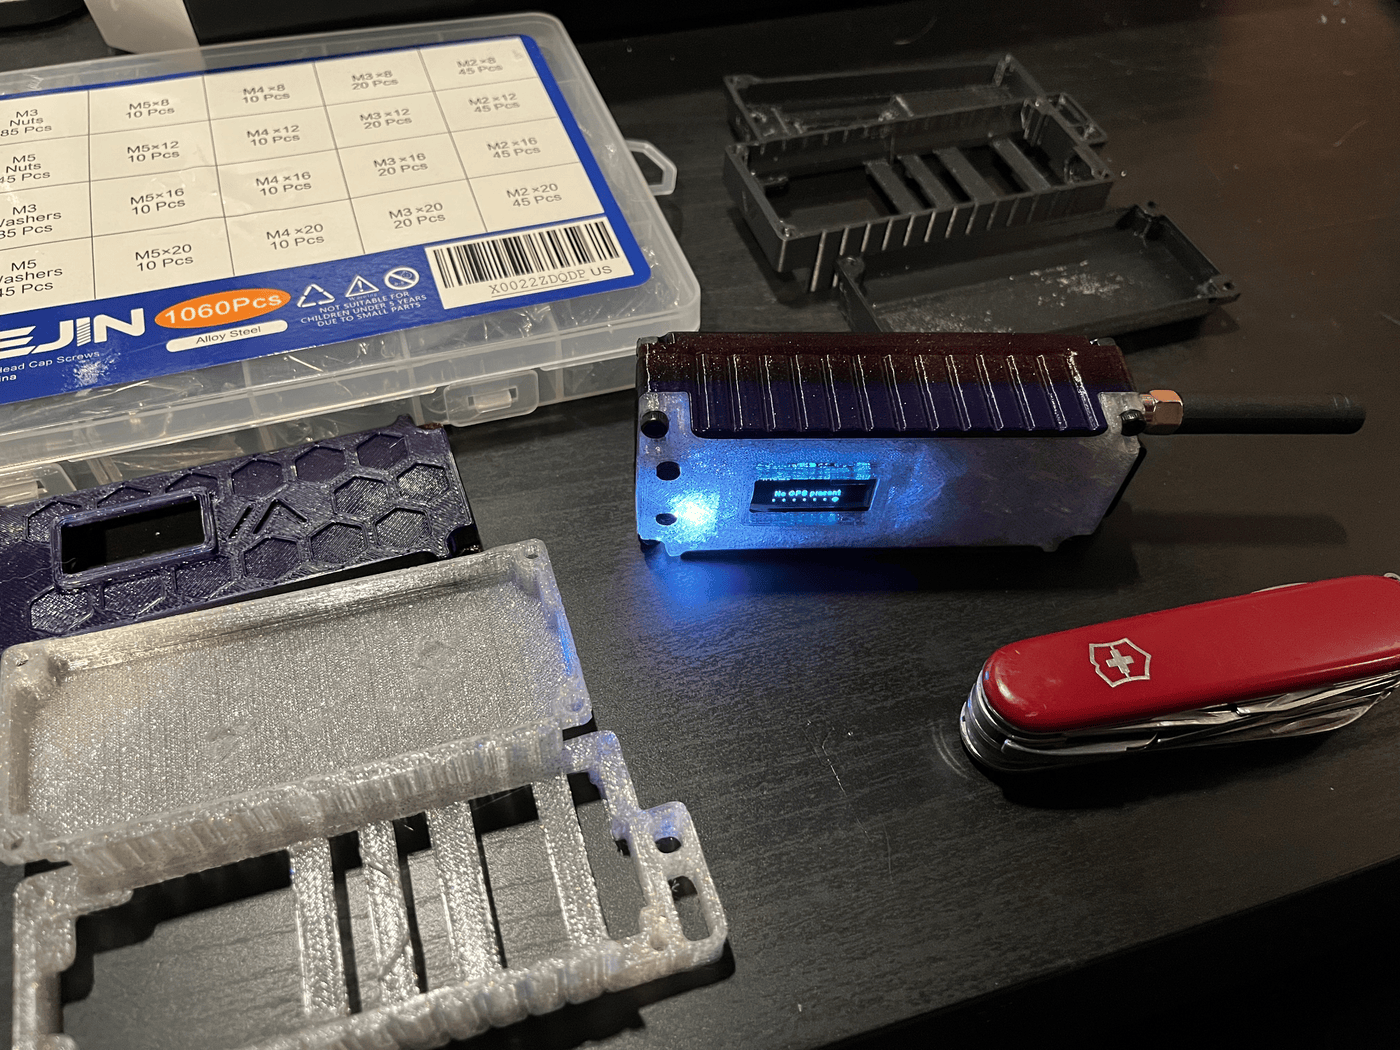 M3
Nuts
85 Pcs
M5×8
10 Pcs
M4 ×8
10 Pcs
M3 ×8
20 Pcs
M2×8
45 Pcs
M5
Nuts
45 Pcs
M5×12
10 Pcs
M4 ×12
10 Pcs
M3 ×12
20 Pcs
M2 ×12
45 Pcs
M3
Washers
85 Pcs
M5×16
10 Pcs
M4 ×16
10 Pcs
M3 ×16
20 Pcs
M2 ×16
45 Pcs
M5
Washers
45 Pcs
M5×20
10 Pcs
M4 ×20
10 Pcs
M3 ×20
20 Pcs
M2 ×20
45 Pcs
EJIN
1060Pcs
Alloy Steel
Head Cap Screws
NOT SUITABLE FOR
CHILDREN UNDER 5 YEARS
DUE TO SMALL PARTS
X0022ZDQDP US
No GPS present